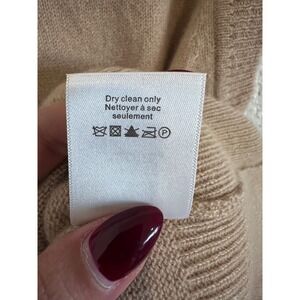 Dry clean only
Nettoyer à sec
seulement
P